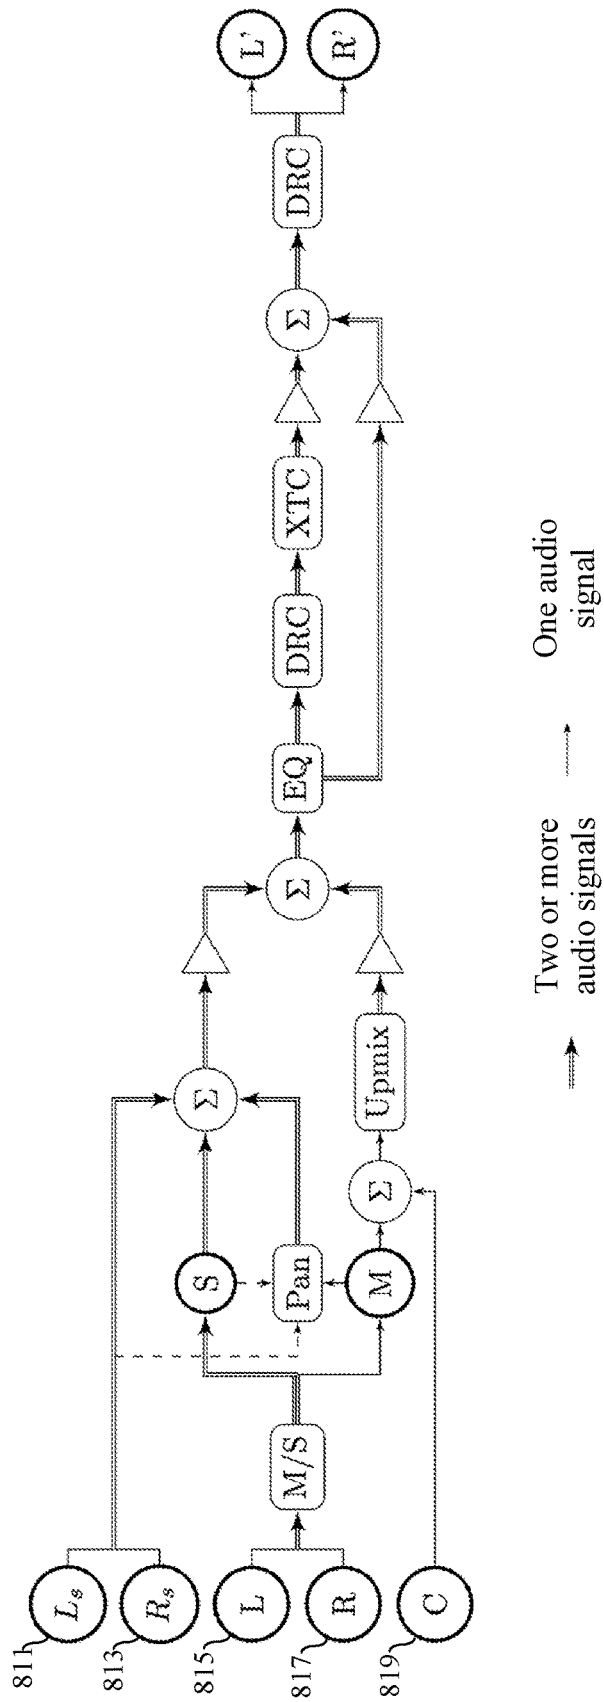 811
L_s
813
R_s
815
L
817
R
819
C
M/S
S
Pan
M
Σ
Σ
Upmix
Σ
EQ
DRC
XTC
Σ
DRC
L'
R'
Two or more
audio signals
One audio
signal